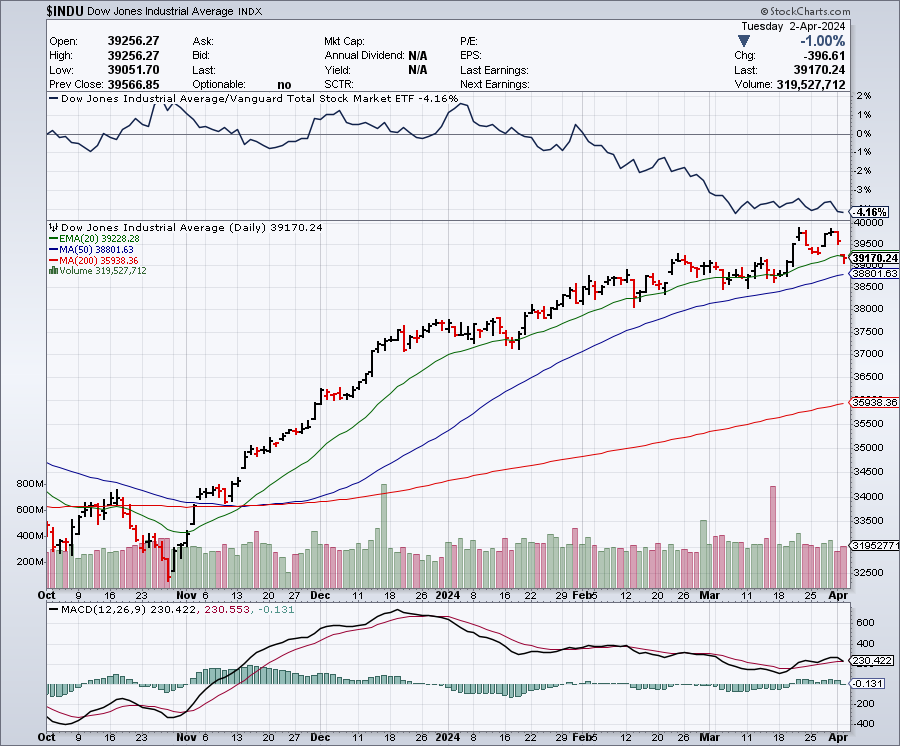 $INDU Dow Jones Industrial Average INDX
© StockCharts.com
Tuesday 2-Apr-2024
Open: 39256.27 Ask: Mkt Cap: P/E: -1.00%
High: 39256.27 Bid: Annual Dividend: N/A EPS: Chg: -396.61
Low: 39051.70 Last: Yield: N/A Last Earnings: Last: 39170.24
Prev Close: 39566.85 Optionable: no SCTR: Next Earnings: Volume: 319,527,712
Dow Jones Industrial Average/Vanguard Total Stock Market ETF -4.16%
2%
1%
0%
-1%
-2%
-3%
-4.16%
Dow Jones Industrial Average (Daily) 39170.24
EMA(20) 39228.28
MA(50) 38801.63
MA(200) 35938.36
Volume 319,527,712
40000
39500
39170.24
38801.63
38500
38000
37500
37000
36500
35938.36
35500
35000
34500
34000
33500
31952771
32500
800M
600M
400M
200M
Oct 9 16 23 Nov 6 13 20 27 Dec 11 18 26 2024 8 16 22 29 Feb 5 12 20 26 Mar 11 18 25 Apr
MACD(12,26,9) 230.422, 230.553, -0.131
600
400
230.422
-0.131
-200
-400
Oct 9 16 23 Nov 6 13 20 27 Dec 11 18 26 2024 8 16 22 29 Feb 5 12 20 26 Mar 11 18 25 Apr